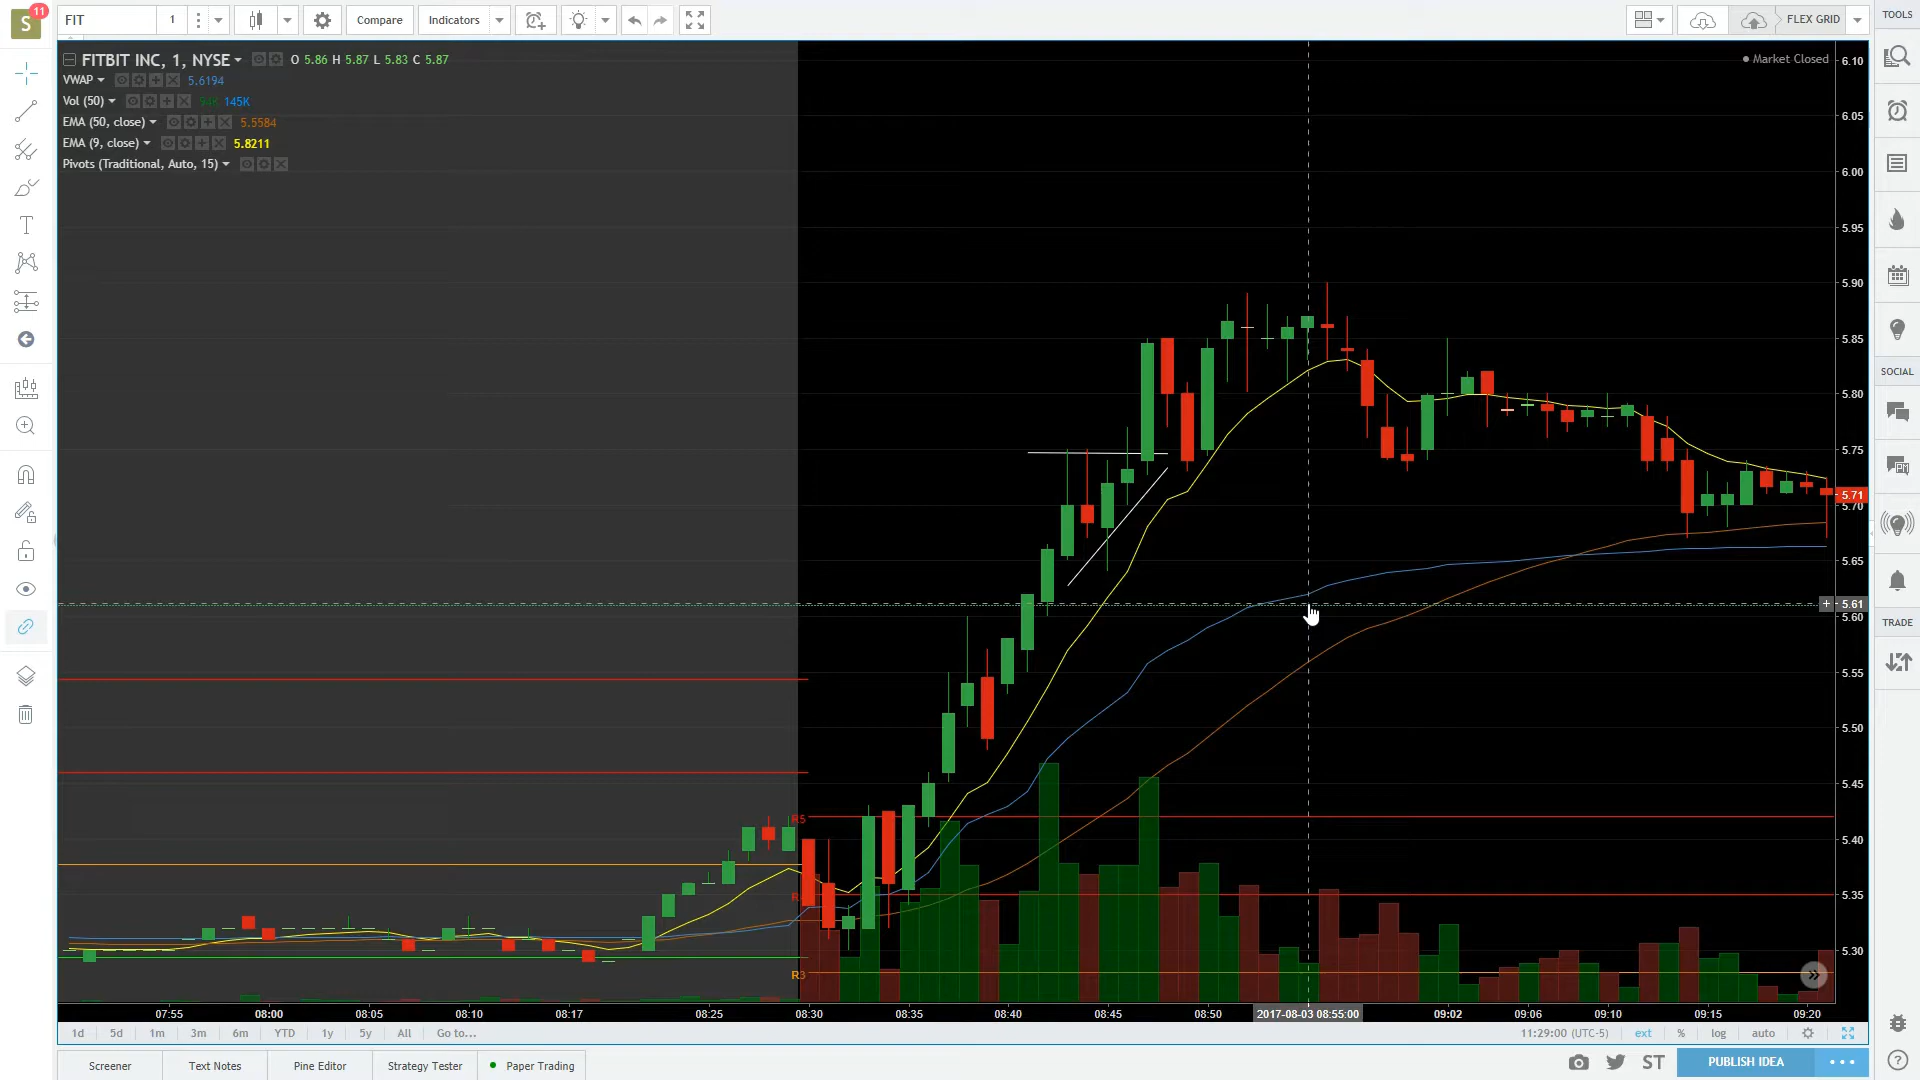 S 11 FIT 1 Compare Indicators FLEX GRID TOOLS
FITBIT INC, 1, NYSE O 5.86 H 5.87 L 5.83 C 5.87
Market Closed
VWAP 5.6194
Vol (50) 94K 145K
EMA (50, close) 5.5584
EMA (9, close) 5.8211
Pivots (Traditional, Auto, 15)
6.10
6.05
6.00
5.95
5.90
5.85
5.80
5.75
5.71
5.70
5.65
5.61
5.60
5.55
5.50
5.45
5.40
5.35
5.30
SOCIAL
TRADE
R5
R3
07:55 08:00 08:05 08:10 08:17 08:25 08:30 08:35 08:40 08:45 08:50 2017-08-03 08:55:00 09:02 09:06 09:10 09:15 09:20
1d 5d 1m 3m 6m YTD 1y 5y All Go to... 11:29:00 (UTC-5) ext % log auto
Screener Text Notes Pine Editor Strategy Tester Paper Trading ST PUBLISH IDEA